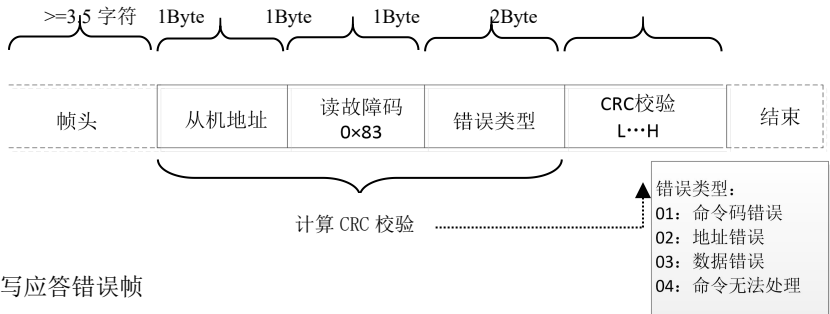 >=3.5 字符 1Byte 1Byte 1Byte 2Byte
帧头
从机地址
读故障码
0×83
错误类型
CRC校验
L…H
结束
计算 CRC 校验
错误类型：
01：命令码错误
02：地址错误
03：数据错误
04：命令无法处理
写应答错误帧